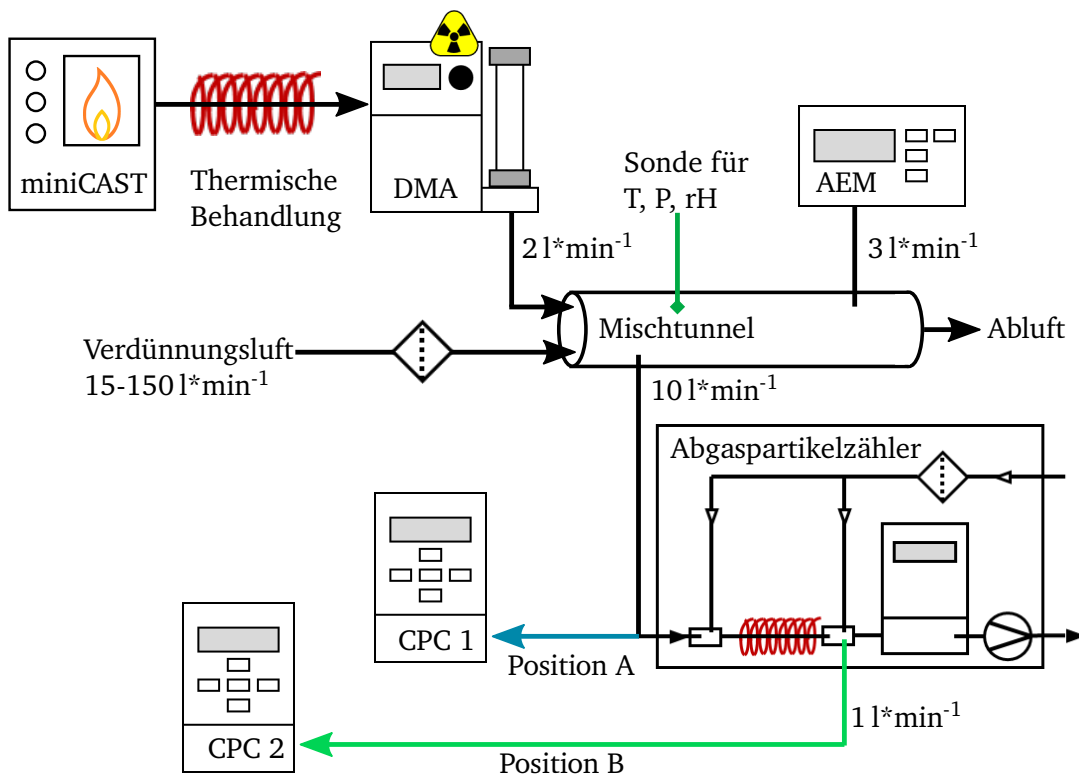 miniCAST
Thermische
Behandlung
DMA
Sonde für
T, P, rH
AEM
2 l*min⁻¹
3 l*min⁻¹
Mischtunnel
Abluft
Verdünnungsluft
15-150 l*min⁻¹
10 l*min⁻¹
Abgaspartikelzähler
CPC 1
Position A
1 l*min⁻¹
CPC 2
Position B